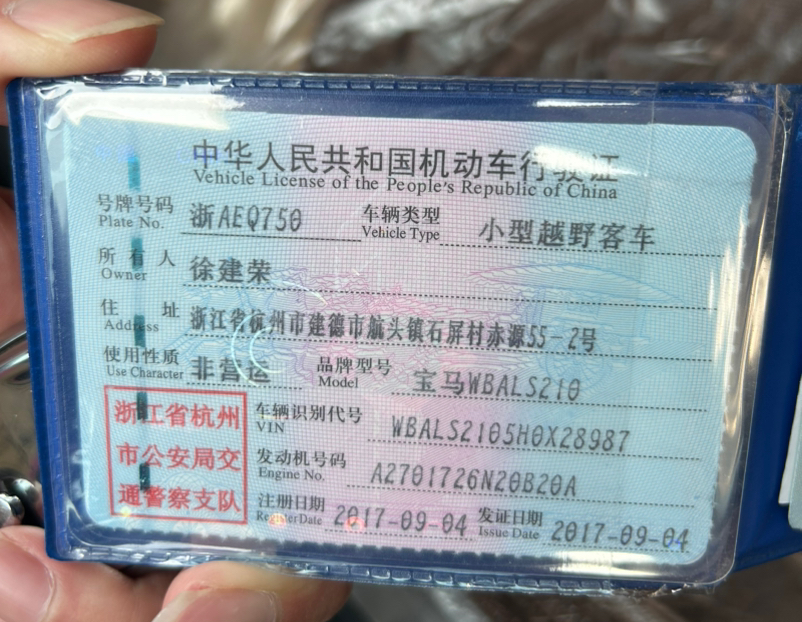 中华人民共和国机动车行驶证
Vehicle License of the People's Republic of China
号牌号码 浙AEQ750 车辆类型 小型越野客车
Plate No. Vehicle Type
所有人 徐建荣
Owner
住址 浙江省杭州市建德市航头镇石屏村赤源55-2号
Address
使用性质 非营运 品牌型号 宝马WBALS210
Use Character Model
浙江省杭州 车辆识别代号 WBALS2105H0X28987
VIN
市公安局交 发动机号码 A2701726N20B20A
Engine No.
通警察支队 注册日期 2017-09-04 发证日期 2017-09-04
Register Date Issue Date